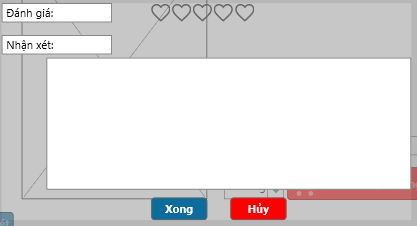 Đánh giá:
Nhận xét:
Xong
Hủy